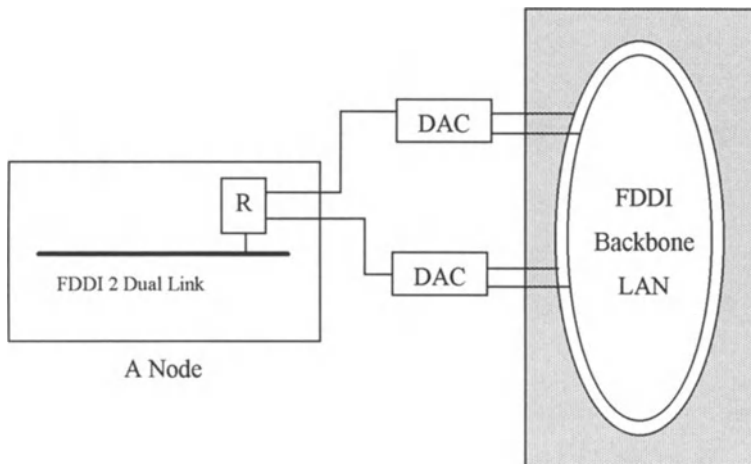 DAC
R
FDDI 2 Dual Link
A Node
DAC
FDDI
Backbone
LAN